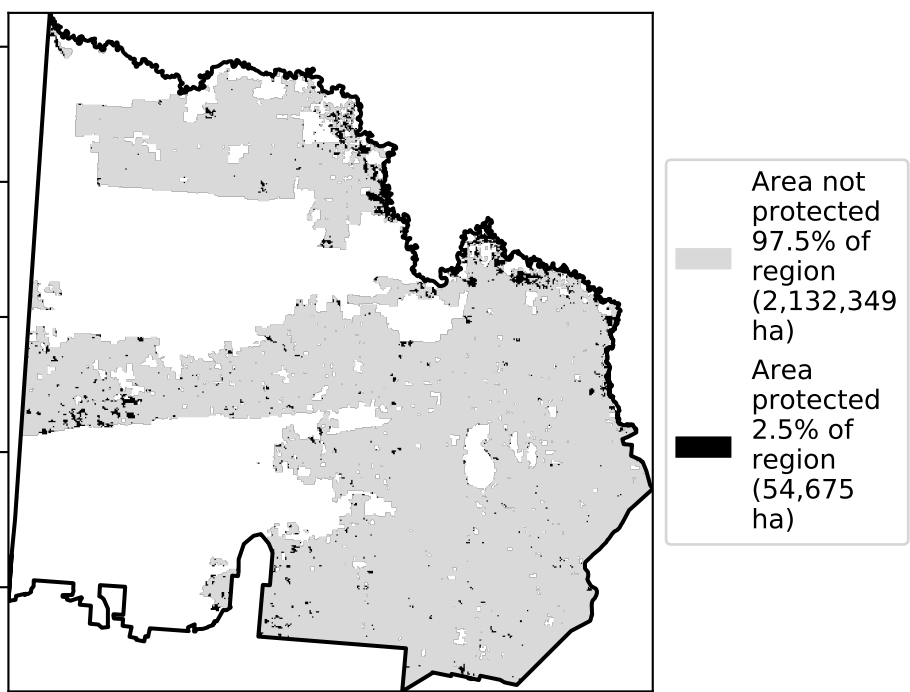 Area not
protected
97.5% of
region
(2,132,349
ha)
Area
protected
2.5% of
region
(54,675
ha)